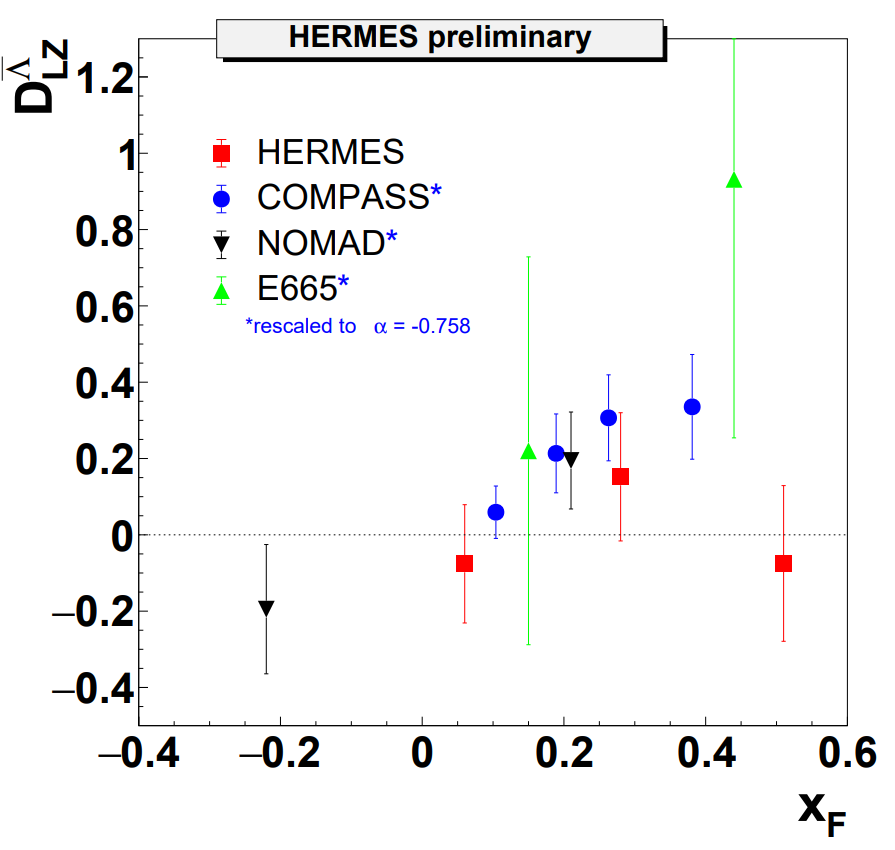 HERMES preliminary
D^Λ̅_LZ
HERMES
COMPASS*
NOMAD*
E665*
*rescaled to α = -0.758
1.2
1
0.8
0.6
0.4
0.2
0
−0.2
−0.4
−0.4 −0.2 0 0.2 0.4 0.6
x_F